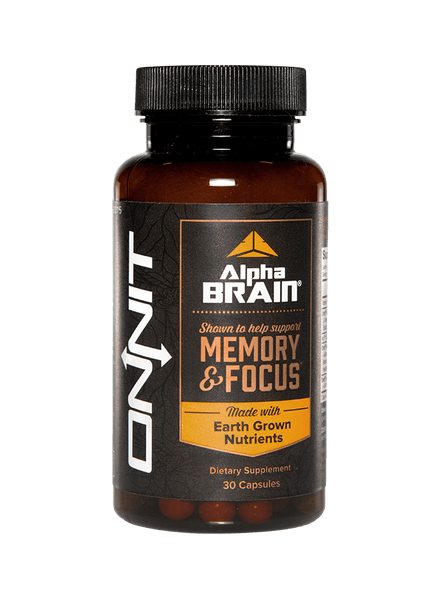 ONNIT
Alpha
BRAIN®
Shown to help support
MEMORY
& FOCUS
Made with
Earth Grown
Nutrients
Dietary Supplement
30 Capsules